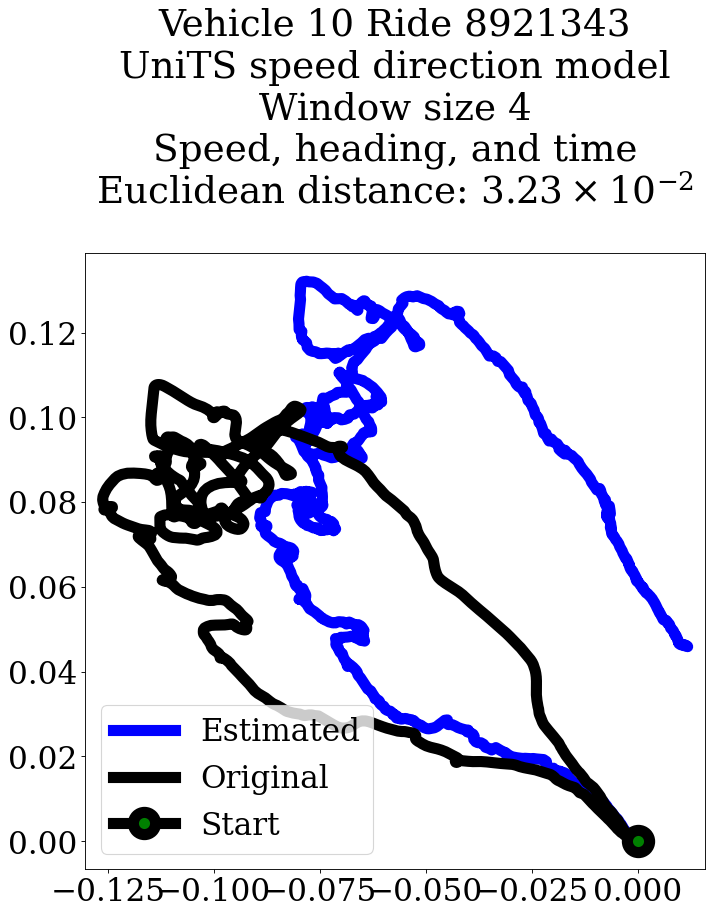 Vehicle 10 Ride 8921343
UniTS speed direction model
Window size 4
Speed, heading, and time
Euclidean distance: 3.23 × 10⁻²
0.12
0.10
0.08
0.06
0.04
0.02
0.00
Estimated
Original
Start
−0.125 −0.100 −0.075 −0.050 −0.025 0.000